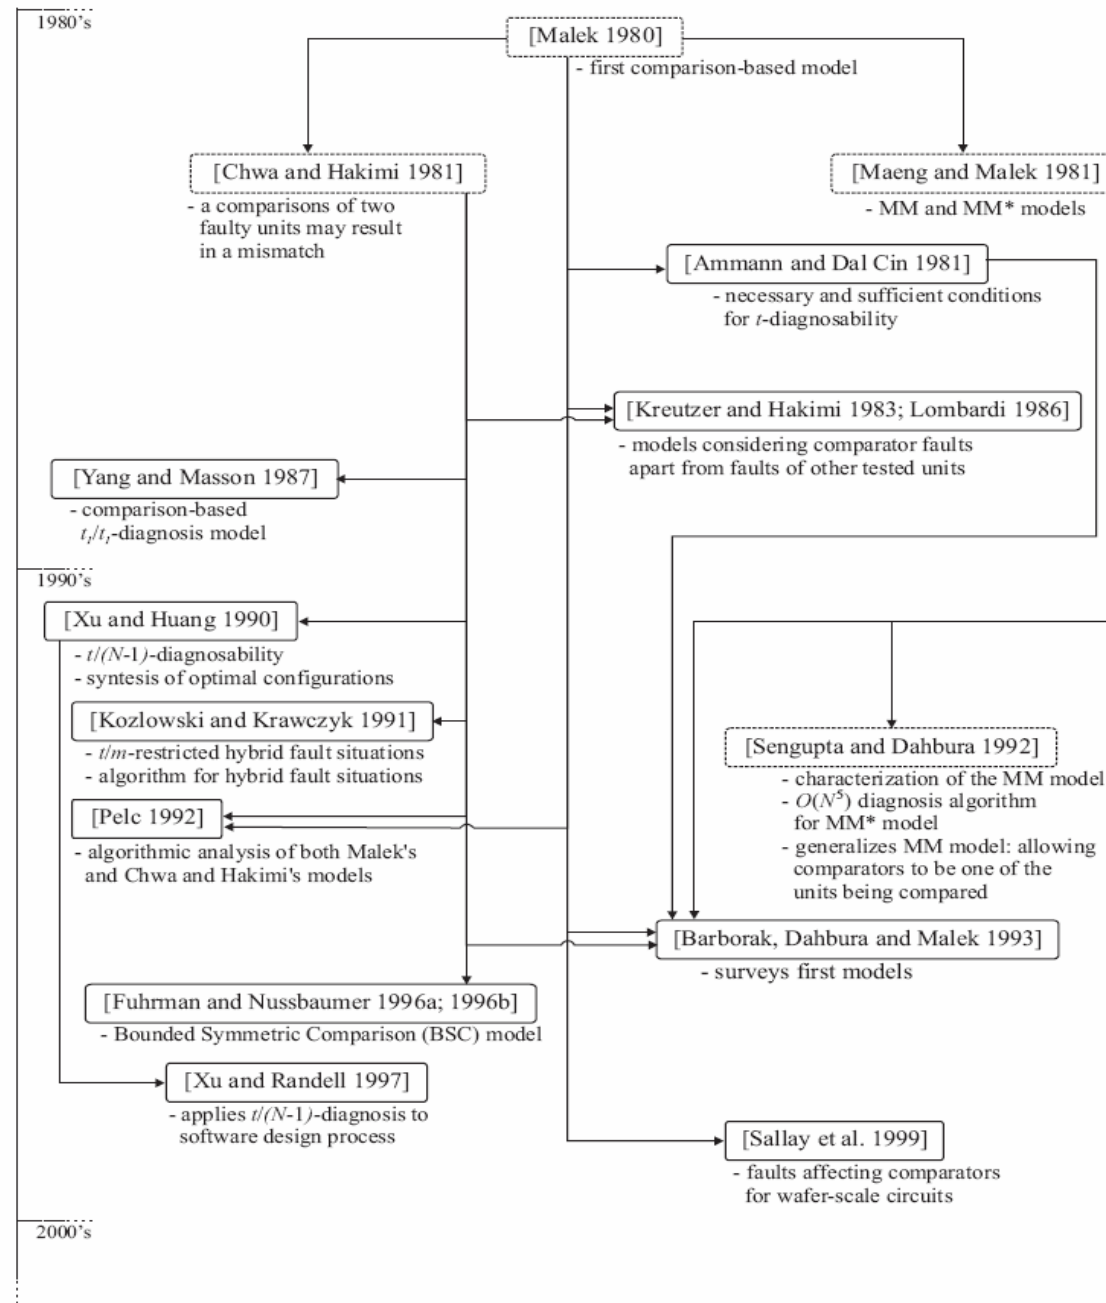 1980's
[Malek 1980]
- first comparison-based model
[Chwa and Hakimi 1981]
- a comparisons of two
faulty units may result
in a mismatch
[Maeng and Malek 1981]
- MM and MM* models
[Ammann and Dal Cin 1981]
- necessary and sufficient conditions
for t-diagnosability
[Kreutzer and Hakimi 1983; Lombardi 1986]
- models considering comparator faults
apart from faults of other tested units
[Yang and Masson 1987]
- comparison-based
-diagnosis model
1990's
[Xu and Huang 1990]
- t/(N-1)-diagnosability
- syntesis of optimal configurations
[Kozlowski and Krawczyk 1991]
- t/m-restricted hybrid fault situations
- algorithm for hybrid fault situations
[Sengupta and Dahbura 1992]
- characterization of the MM model
- O(N⁵) diagnosis algorithm
for MM* model
- generalizes MM model: allowing
comparators to be one of the
units being compared
[Pelc 1992]
- algorithmic analysis of both Malek's
and Chwa and Hakimi's models
[Barborak, Dahbura and Malek 1993]
- surveys first models
[Fuhrman and Nussbaumer 1996a; 1996b]
- Bounded Symmetric Comparison (BSC) model
[Xu and Randell 1997]
- applies t/(N-1)-diagnosis to
software design process
[Sallay et al. 1999]
- faults affecting comparators
for wafer-scale circuits
2000's